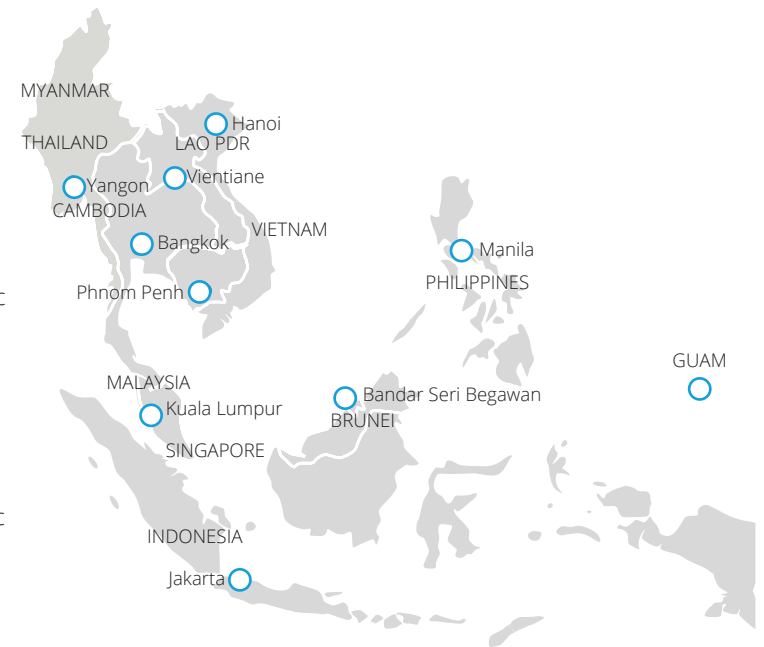 MYANMAR
Hanoi
THAILAND
LAO PDR
Vientiane
Yangon
CAMBODIA
VIETNAM
Bangkok
Manila
PHILIPPINES
Phnom Penh
C
GUAM
MALAYSIA
Bandar Seri Begawan
Kuala Lumpur
BRUNEI
SINGAPORE
C
INDONESIA
Jakarta